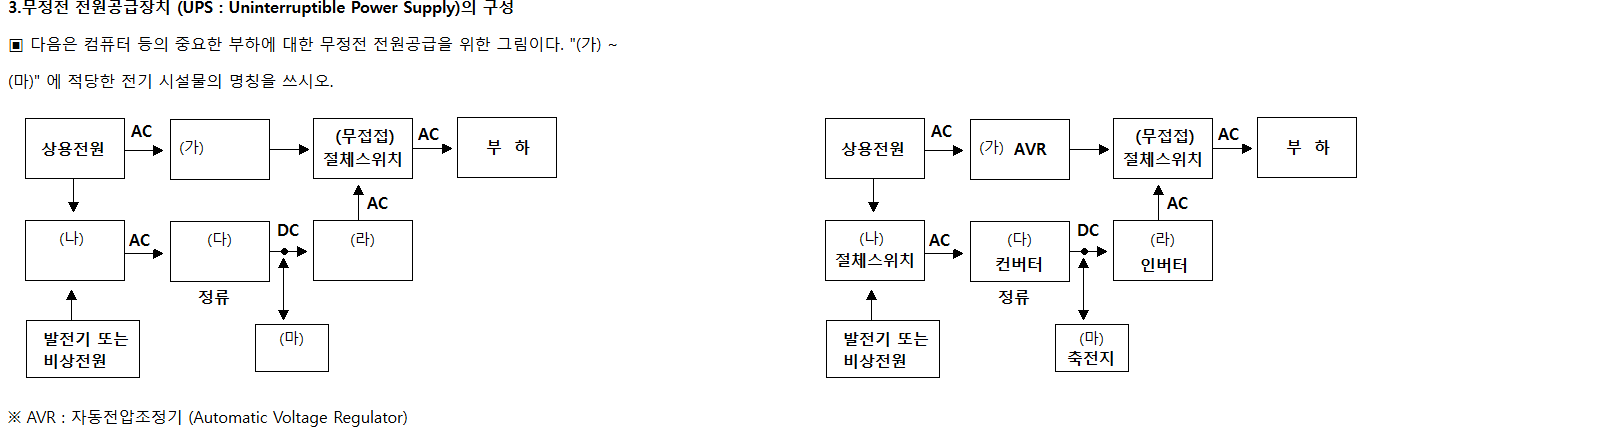 3.무정전 전원공급장치 (UPS : Uninterruptible Power Supply)의 구성
▣ 다음은 컴퓨터 등의 중요한 부하에 대한 무정전 전원공급을 위한 그림이다. "(가) ~
(마)" 에 적당한 전기 시설물의 명칭을 쓰시오.
상용전원
AC
(가)
(무접접)
절체스위치
AC
부 하
(나)
AC
(다)
정류
DC
(라)
AC
발전기 또는
비상전원
(마)
상용전원
AC
(가) AVR
(무접접)
절체스위치
AC
부 하
(나)
절체스위치
AC
(다)
컨버터
정류
DC
(라)
인버터
AC
발전기 또는
비상전원
(마)
축전지
※ AVR : 자동전압조정기 (Automatic Voltage Regulator)